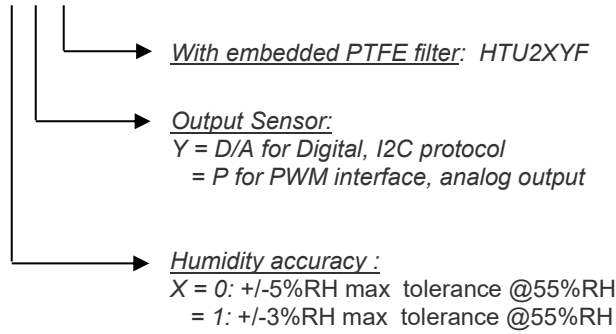 With embedded PTFE filter: HTU2XYF
Output Sensor:
Y = D/A for Digital, I2C protocol
= P for PWM interface, analog output
Humidity accuracy :
X = 0: +/-5%RH max tolerance @55%RH
= 1: +/-3%RH max tolerance @55%RH